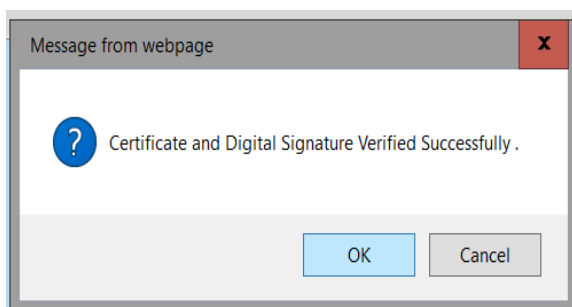 Message from webpage
x
?
Certificate and Digital Signature Verified Successfully .
OK
Cancel